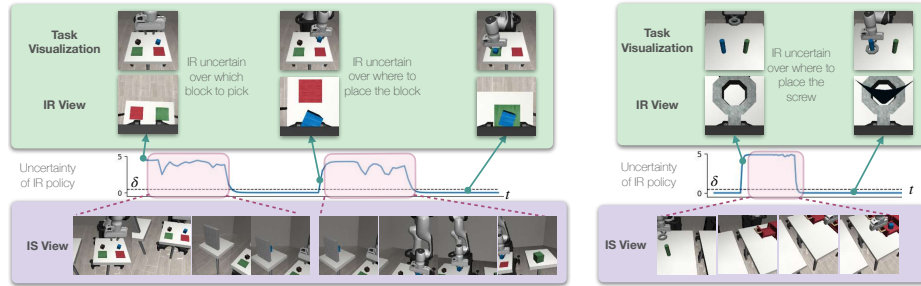 Task
Visualization
IR uncertain
over which
block to pick
IR uncertain
over where to
place the block
IR View
Uncertainty
of IR policy
5
δ
0
t
IS View
Task
Visualization
IR uncertain
over where to
place the
screw
IR View
Uncertainty
of IR policy
5
δ
0
t
IS View